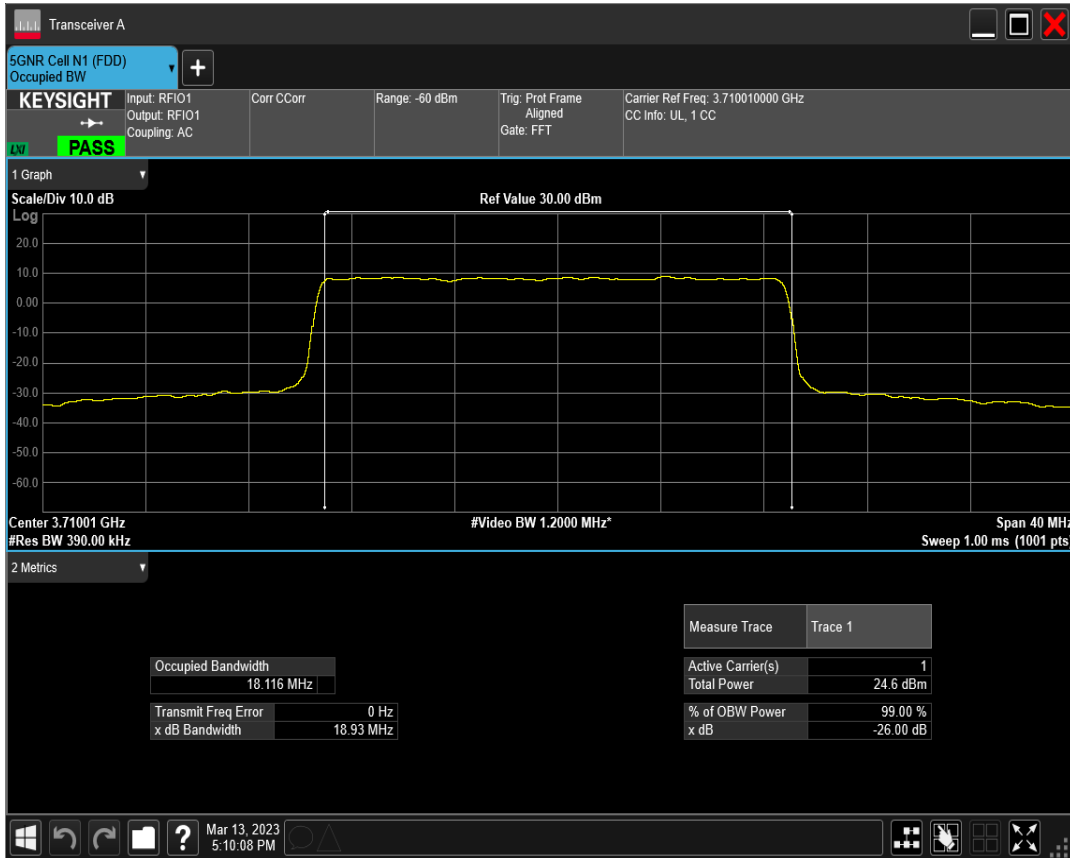 Transceiver A
5GNR Cell N1 (FDD)
Occupied BW
+
KEYSIGHT
LXI
PASS
Input: RFIO1
Output: RFIO1
Coupling: AC
Corr CCorr
Range: -60 dBm
Trig: Prot Frame
Aligned
Gate: FFT
Carrier Ref Freq: 3.710010000 GHz
CC Info: UL, 1 CC
1 Graph
Scale/Div 10.0 dB
Ref Value 30.00 dBm
Log
20.0
10.0
0.00
-10.0
-20.0
-30.0
-40.0
-50.0
-60.0
Center 3.71001 GHz
#Video BW 1.2000 MHz*
Span 40 MHz
#Res BW 390.00 kHz
Sweep 1.00 ms (1001 pts)
2 Metrics
Measure Trace Trace 1
Occupied Bandwidth
18.116 MHz
Active Carrier(s) 1
Total Power 24.6 dBm
Transmit Freq Error 0 Hz
x dB Bandwidth 18.93 MHz
% of OBW Power 99.00 %
x dB -26.00 dB
?
Mar 13, 2023
5:10:08 PM